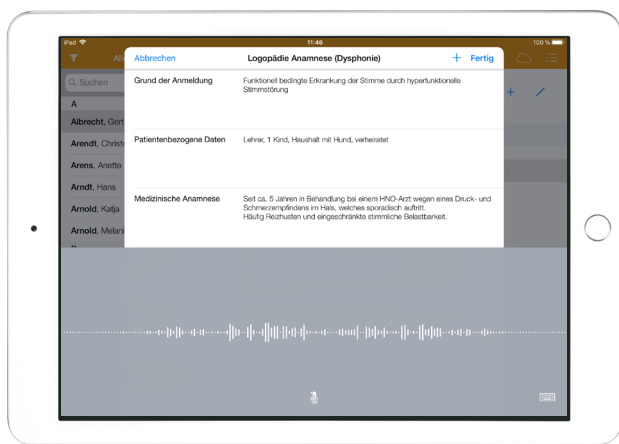 iPad
11:46
100 %
Abbrechen
Logopädie Anamnese (Dysphonie)
+ Fertig
Suchen
A
Albrecht, Gert
Arendt, Christ
Arens, Anette
Arndt, Hans
Arnold, Katja
Arnold, Melani
Grund der Anmeldung
Funktionell bedingte Erkrankung der Stimme durch hyperfunktionelle
Stimmstörung
Patientenbezogene Daten
Lehrer, 1 Kind, Haushalt mit Hund, verheiratet
Medizinische Anamnese
Seit ca. 5 Jahren in Behandlung bei einem HNO-Arzt wegen eines Druck- und
Schmerzempfindens im Hals, welches sporadisch auftritt.
Häufig Reizhusten und eingeschränkte stimmliche Belastbarkeit.